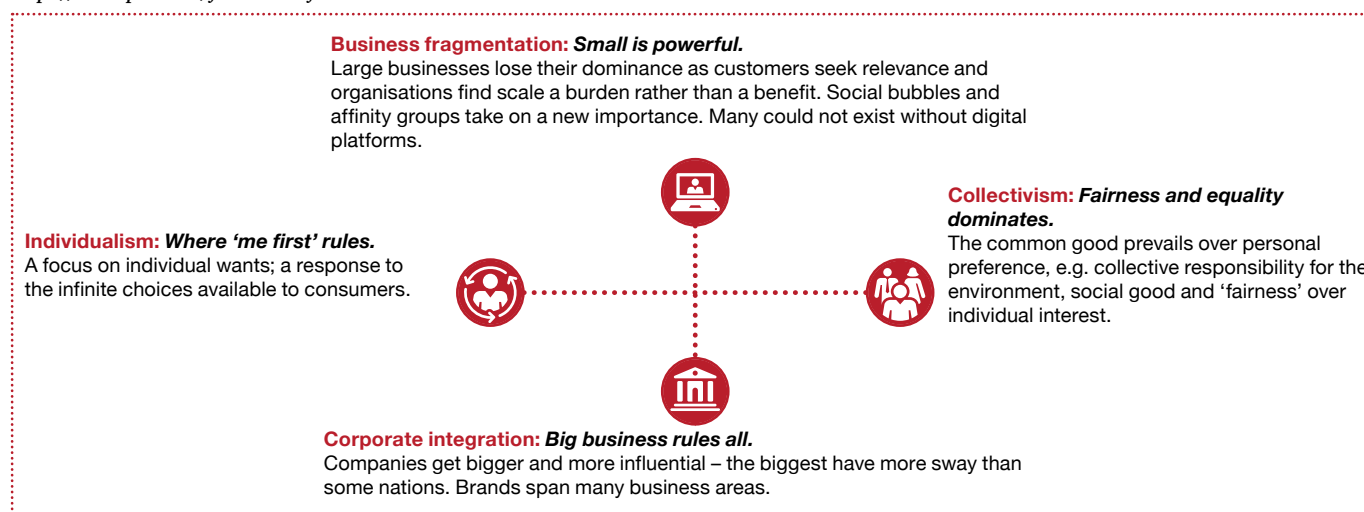 Business fragmentation: Small is powerful.
Large businesses lose their dominance as customers seek relevance and
organisations find scale a burden rather than a benefit. Social bubbles and
affinity groups take on a new importance. Many could not exist without digital
platforms.
Individualism: Where ‘me first’ rules.
A focus on individual wants; a response to
the infinite choices available to consumers.
Collectivism: Fairness and equality
dominates.
The common good prevails over personal
preference, e.g. collective responsibility for the
environment, social good and ‘fairness’ over
individual interest.
Corporate integration: Big business rules all.
Companies get bigger and more influential – the biggest have more sway than
some nations. Brands span many business areas.